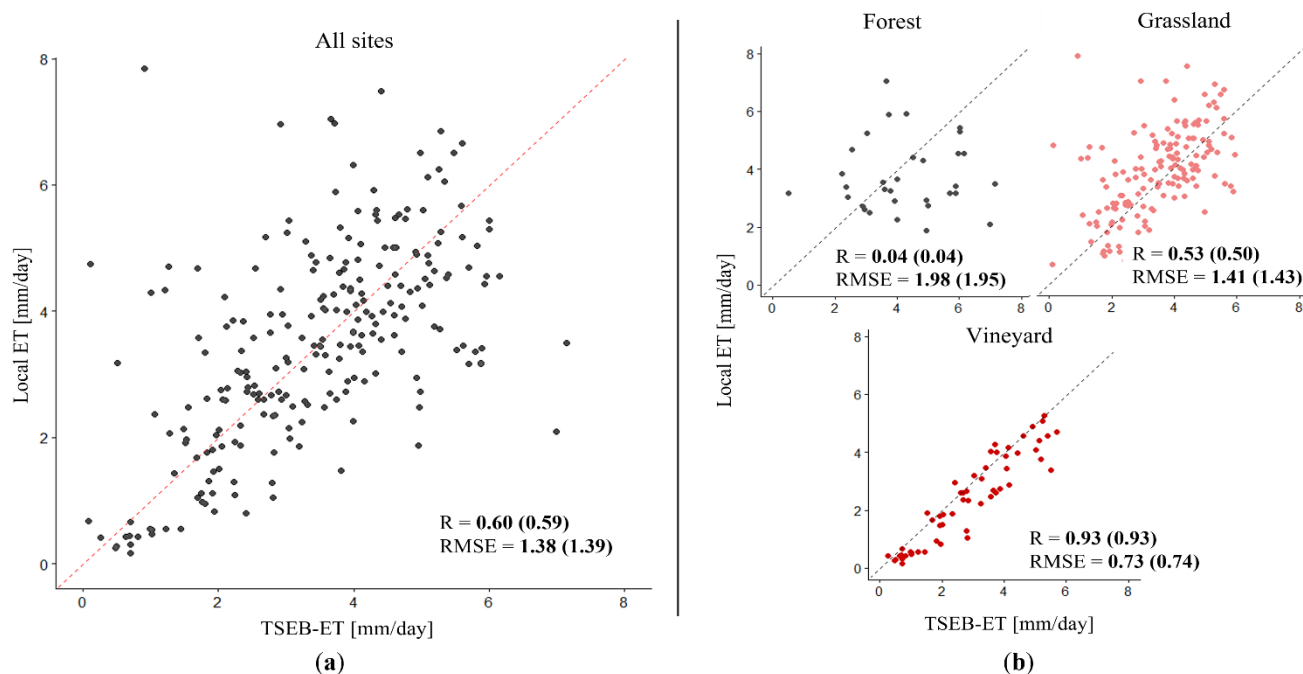 All sites
Local ET [mm/day]
8
6
4
2
0
R = 0.60 (0.59)
RMSE = 1.38 (1.39)
0 2 4 6 8
TSEB-ET [mm/day]
(a)
Forest
8
6
4
2
0
R = 0.04 (0.04)
RMSE = 1.98 (1.95)
0 2 4 6 8
Grassland
R = 0.53 (0.50)
RMSE = 1.41 (1.43)
0 2 4 6 8
Local ET [mm/day]
Vineyard
8
6
4
2
0
R = 0.93 (0.93)
RMSE = 0.73 (0.74)
0 2 4 6 8
TSEB-ET [mm/day]
(b)